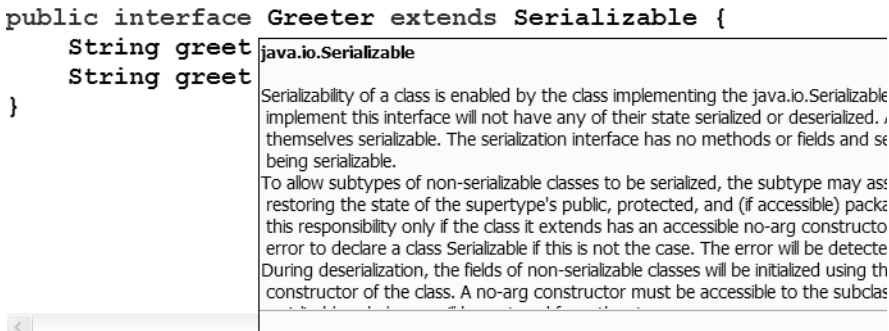 public interface Greeter extends Serializable {
String greet
String greet
}
java.io.Serializable
Serializability of a class is enabled by the class implementing the java.io.Serializable
implement this interface will not have any of their state serialized or deserialized. A
themselves serializable. The serialization interface has no methods or fields and se
being serializable.
To allow subtypes of non-serializable classes to be serialized, the subtype may ass
restoring the state of the supertype's public, protected, and (if accessible) packa
this responsibility only if the class it extends has an accessible no-arg constructo
error to declare a class Serializable if this is not the case. The error will be detecte
During deserialization, the fields of non-serializable classes will be initialized using th
constructor of the class. A no-arg constructor must be accessible to the subclas